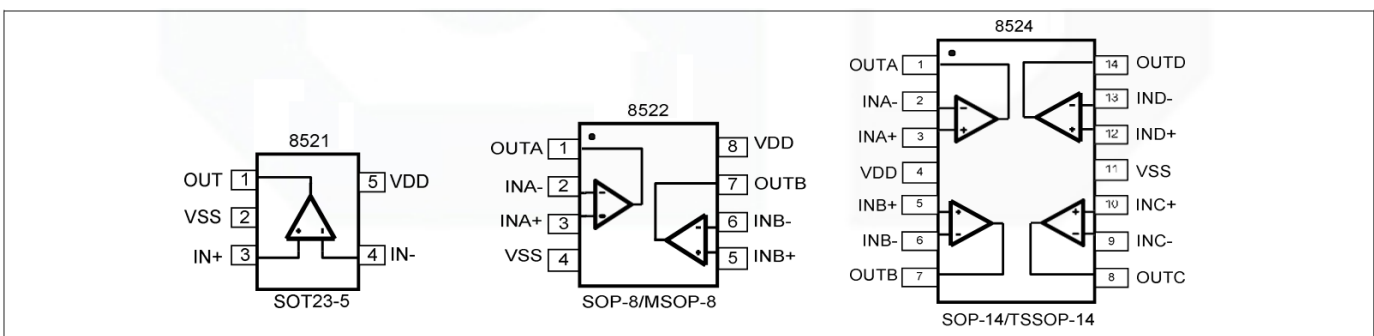 8521
OUT 1
5 VDD
VSS 2
IN+ 3
4 IN-
SOT23-5
8522
OUTA 1
8 VDD
INA- 2
7 OUTB
INA+ 3
6 INB-
VSS 4
5 INB+
SOP-8/MSOP-8
8524
OUTA 1
14 OUTD
INA- 2
13 IND-
INA+ 3
12 IND+
VDD 4
11 VSS
INB+ 5
10 INC+
INB- 6
9 INC-
OUTB 7
8 OUTC
SOP-14/TSSOP-14